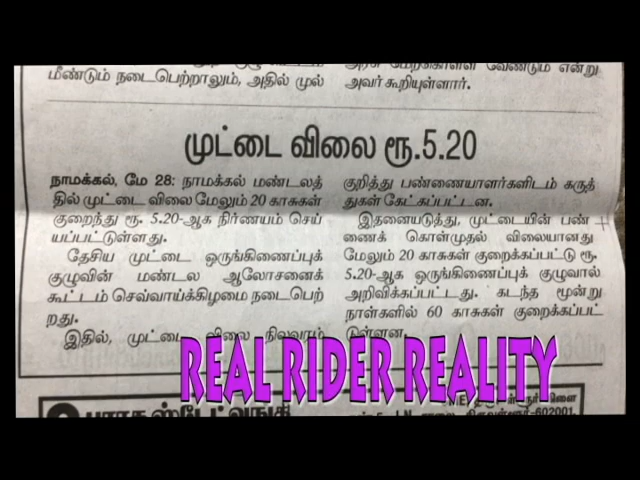 மீண்டும் நடைபெற்றாலும், அதில் முல்
அவர் கூறியுள்ளார்.
முட்டை விலை ரூ.5.20
நாமக்கல், மே 28: நாமக்கல் மண்டலத்
தில் முட்டை விலை மேலும் 20 காசுகள்
குறைந்து ரூ. 5.20-ஆக நிர்ணயம் செய்
யப்பட்டுள்ளது.
தேசிய முட்டை ஒருங்கிணைப்புக்
குழுவின் மண்டல ஆலோசனைக்
கூட்டம் செவ்வாய்க்கிழமை நடைபெற்
றது.
இதில், முட்டை விலை நிலவரம்
குறித்து பண்ணையாளர்களிடம் கருத்
துகள் கேட்கப்பட்டன.
இதனையடுத்து, முட்டையின் பண்
ணைக் கொள்முதல் விலையானது
மேலும் 20 காசுகள் குறைக்கப்பட்டு ரூ.
5.20-ஆக ஒருங்கிணைப்புக் குழுவால்
அறிவிக்கப்பட்டது. கடந்த மூன்று
நாள்களில் 60 காசுகள் குறைக்கப்பட்
டுள்ளன.
REAL RIDER REALITY